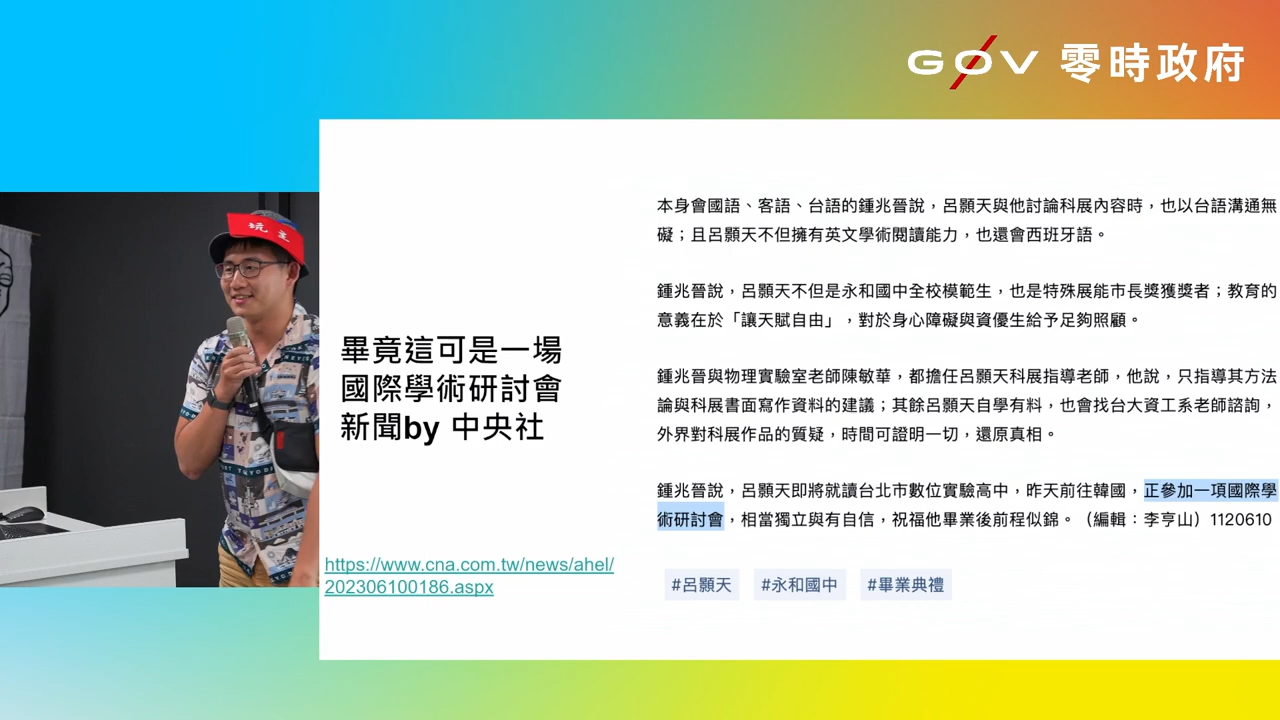 G0V 零時政府
坑主
畢竟這可是一場
國際學術研討會
新聞by 中央社
https://www.cna.com.tw/news/ahel/
202306100186.aspx
本身會國語、客語、台語的鍾兆晉說，呂顥天與他討論科展內容時，也以台語溝通無
礙；且呂顥天不但擁有英文學術閱讀能力，也還會西班牙語。
鍾兆晉說，呂顥天不但是永和國中全校模範生，也是特殊展能市長獎獲獎者；教育的
意義在於「讓天賦自由」，對於身心障礙與資優生給予足夠照顧。
鍾兆晉與物理實驗室老師陳敏華，都擔任呂顥天科展指導老師，他說，只指導其方法
論與科展書面寫作資料的建議；其餘呂顥天自學有料，也會找台大資工系老師諮詢，
外界對科展作品的質疑，時間可證明一切，還原真相。
鍾兆晉說，呂顥天即將就讀台北市數位實驗高中，昨天前往韓國，正參加一項國際學
術研討會，相當獨立與有自信，祝福他畢業後前程似錦。（編輯：李亨山）1120610
#呂顥天 #永和國中 #畢業典禮